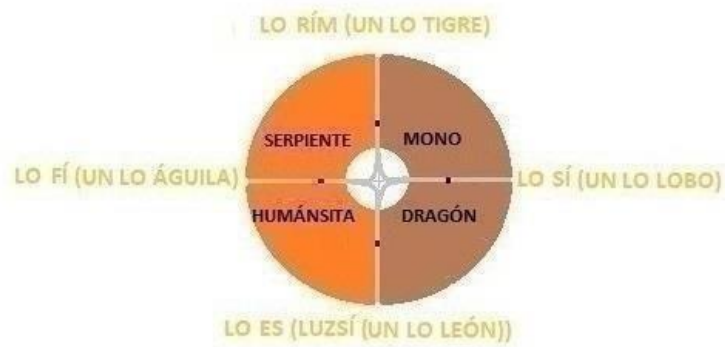 LO RÍM (UN LO TIGRE)
SERPIENTE MONO
LO FÍ (UN LO ÁGUILA) LO SÍ (UN LO LOBO)
HUMÁNSITA DRAGÓN
LO ES (LUZSÍ (UN LO LEÓN))